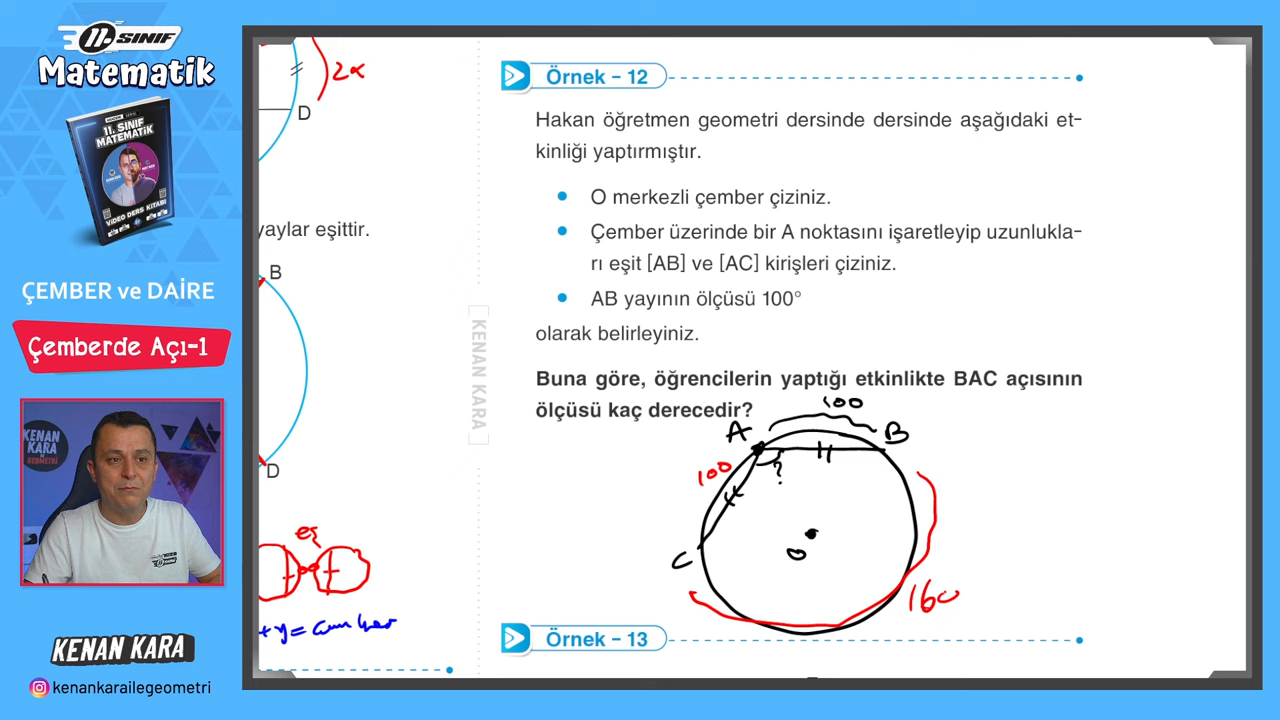 11. SINIF
Matematik
11. SINIF
MATEMATİK
VİDEO DERS KİTABI
ÇEMBER ve DAİRE
Çemberde Açı-1
KENAN
KARA
GEOMETRİ
11. SINIF
KENAN KARA
kenankarailegeometri
2α
D
yaylar eşittir.
B
D
eş
+ y = çember
KENAN KARA
Örnek – 12
Hakan öğretmen geometri dersinde dersinde aşağıdaki et-
kinliği yaptırmıştır.
• O merkezli çember çiziniz.
• Çember üzerinde bir A noktasını işaretleyip uzunlukla-
rı eşit [AB] ve [AC] kirişleri çiziniz.
• AB yayının ölçüsü 100°
olarak belirleyiniz.
Buna göre, öğrencilerin yaptığı etkinlikte BAC açısının
ölçüsü kaç derecedir?
100
A
B
100
?
C
O
160
Örnek – 13